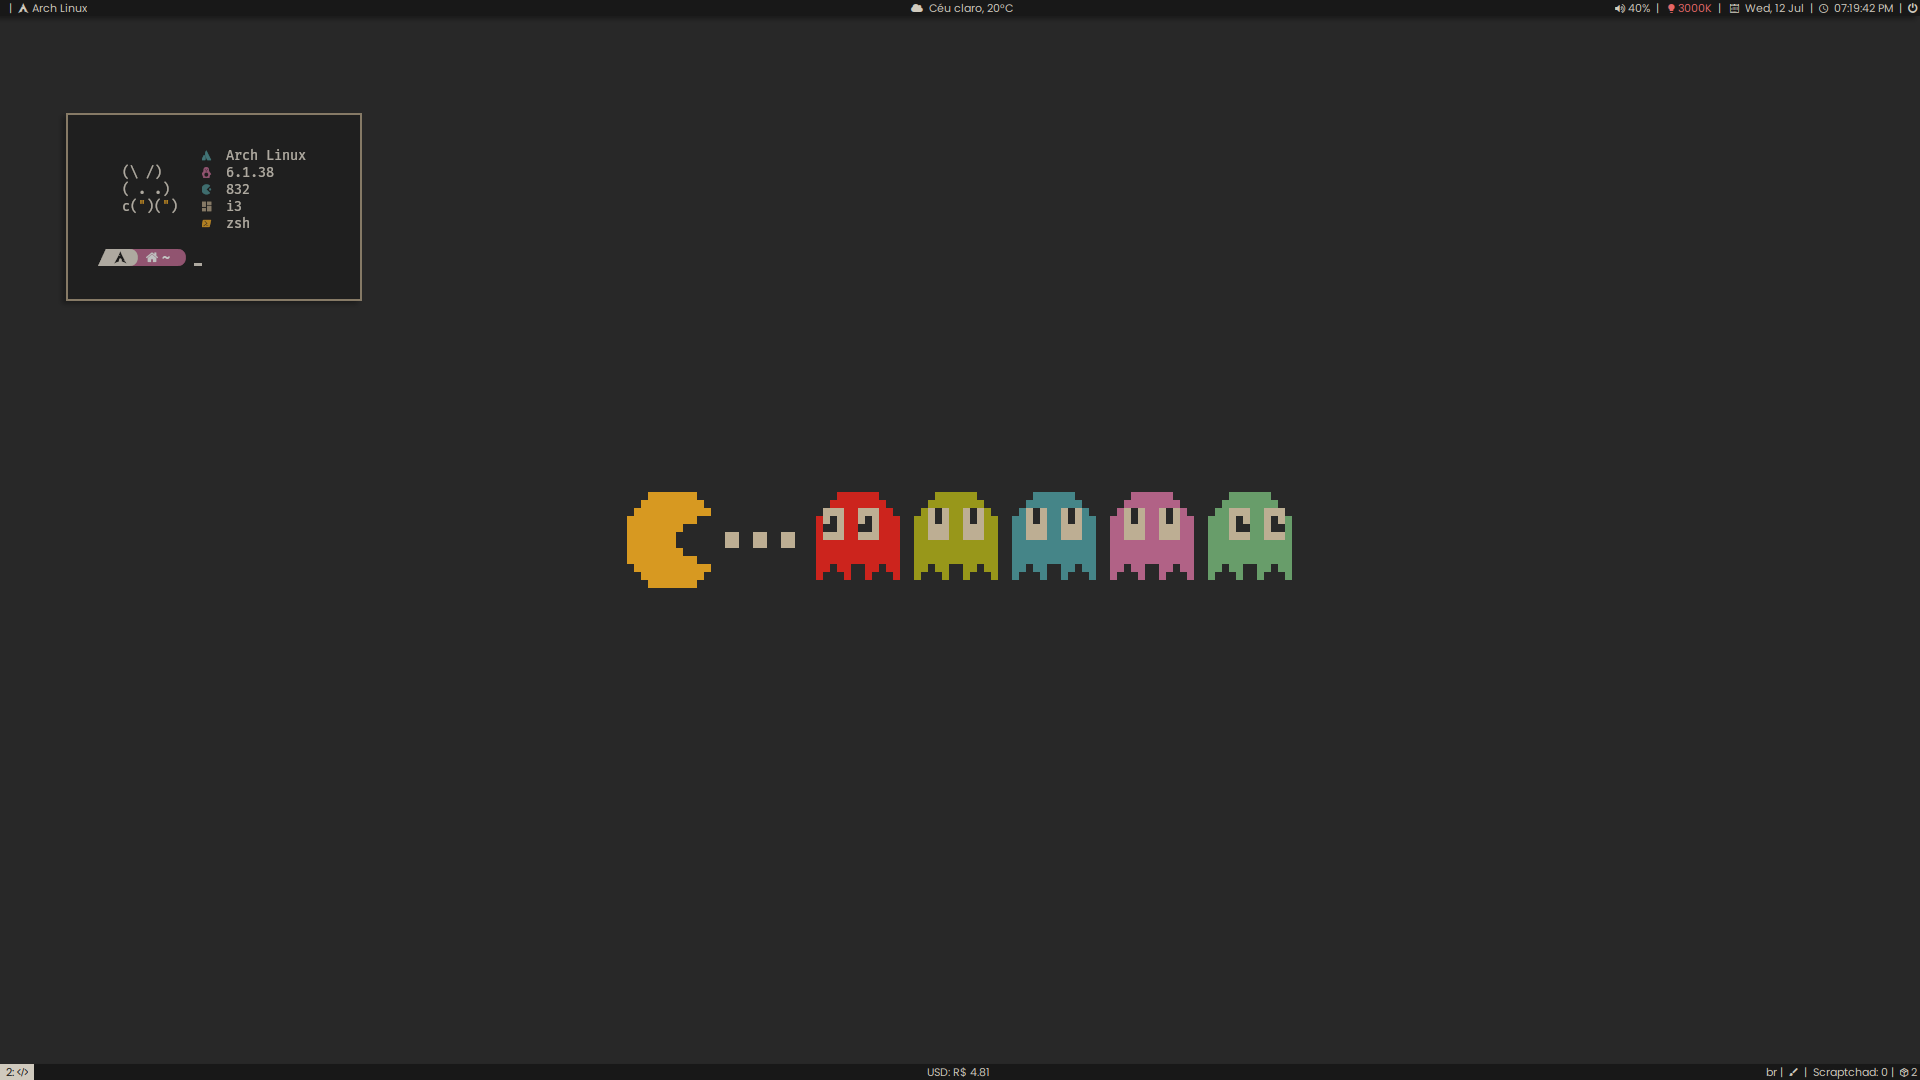 | Arch Linux
Céu claro, 20°C
40% | 3000K | Wed, 12 Jul | 07:19:42 PM |
Arch Linux
(\ /) 6.1.38
( . .) 832
c(")(") i3
zsh
~ _
2: </>
USD: R$ 4.81
br | | Scraptchad: 0 | 2